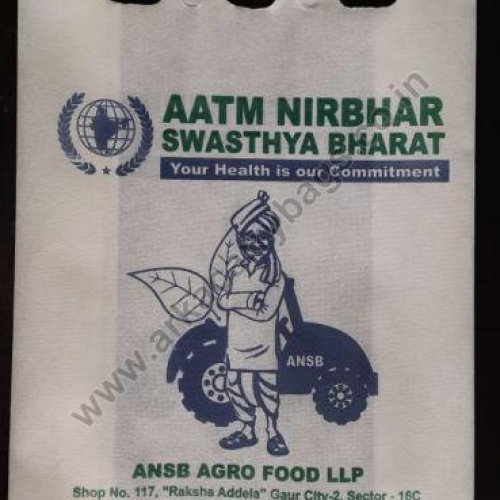 AATM NIRBHAR
SWASTHYA BHARAT
Your Health is our Commitment
ANSB
ANSB AGRO FOOD LLP
Shop No. 117, "Raksha Addela" Gaur City-2, Sector - 16C